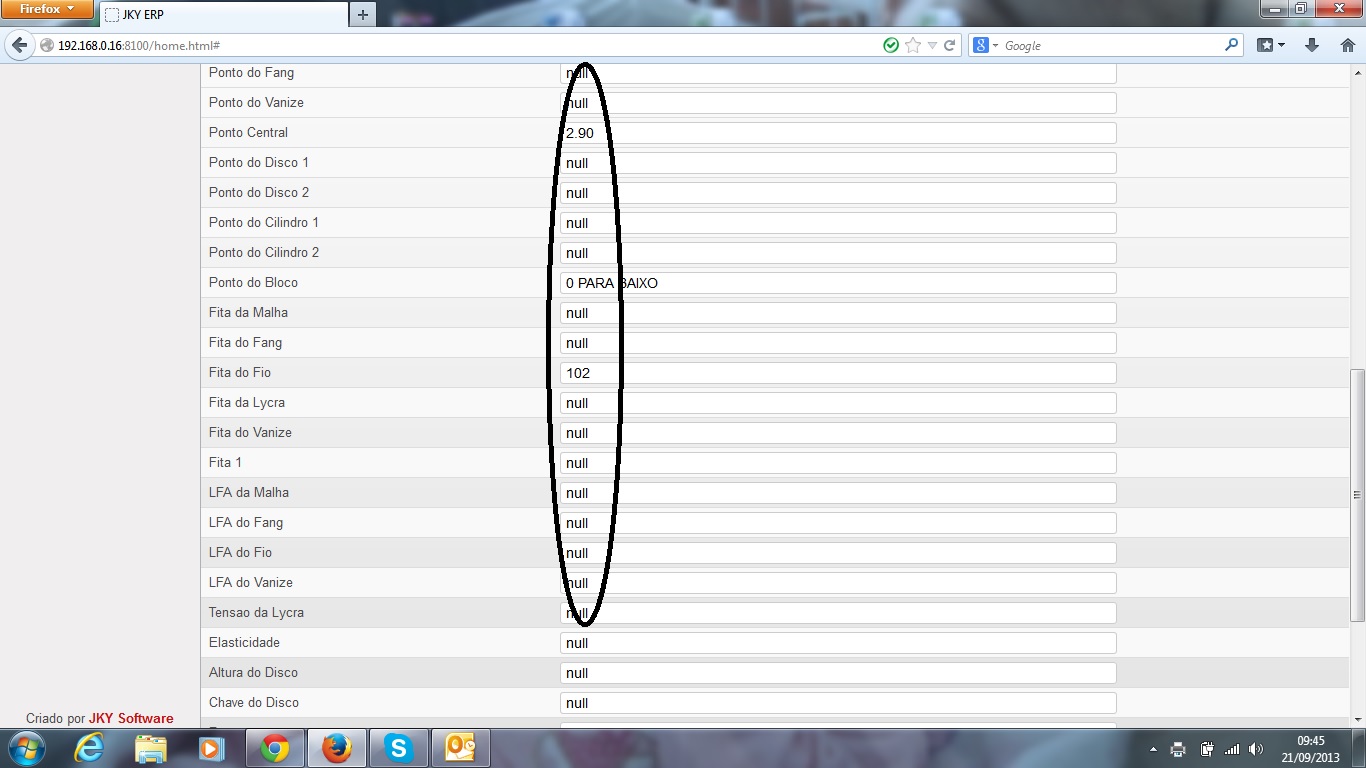 Firefox
JKY ERP
192.168.0.16:8100/home.html#
Google
Ponto do Fang null
Ponto do Vanize null
Ponto Central 2.90
Ponto do Disco 1 null
Ponto do Disco 2 null
Ponto do Cilindro 1 null
Ponto do Cilindro 2 null
Ponto do Bloco 0 PARA BAIXO
Fita da Malha null
Fita do Fang null
Fita do Fio 102
Fita da Lycra null
Fita do Vanize null
Fita 1 null
LFA da Malha null
LFA do Fang null
LFA do Fio null
LFA do Vanize null
Tensao da Lycra null
Elasticidade null
Altura do Disco null
Chave do Disco null
Criado por JKY Software
09:45
21/09/2013